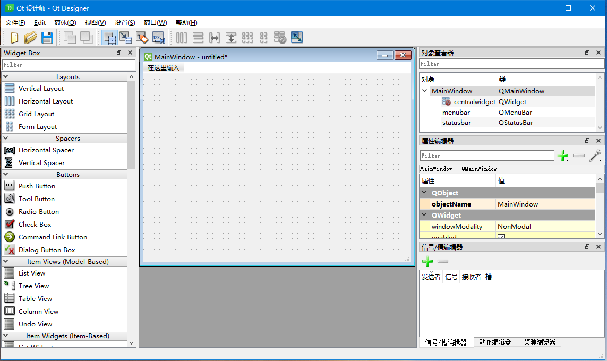 Qt 设计师 - Qt Designer
文件(F) Edit 窗体(O) 视图(V) 设置(S) 窗口(W) 帮助(H)
Widget Box
Filter
Layouts
Vertical Layout
Horizontal Layout
Grid Layout
Form Layout
Spacers
Horizontal Spacer
Vertical Spacer
Buttons
Push Button
Tool Button
Radio Button
Check Box
Command Link Button
Dialog Button Box
Item Views (Model-Based)
List View
Tree View
Table View
Column View
Undo View
Item Widgets (Item-Based)
MainWindow - untitled*
在这里输入
对象查看器
Filter
对象 类
MainWindow QMainWindow
centralwidget QWidget
menubar QMenuBar
statusbar QStatusBar
属性编辑器
Filter
MainWindow : QMainWindow
属性 值
QObject
objectName MainWindow
QWidget
windowModality NonModal
信号/槽编辑器
发送者 信号 接收者 槽
信号/槽编辑器 动作编辑器 资源浏览器